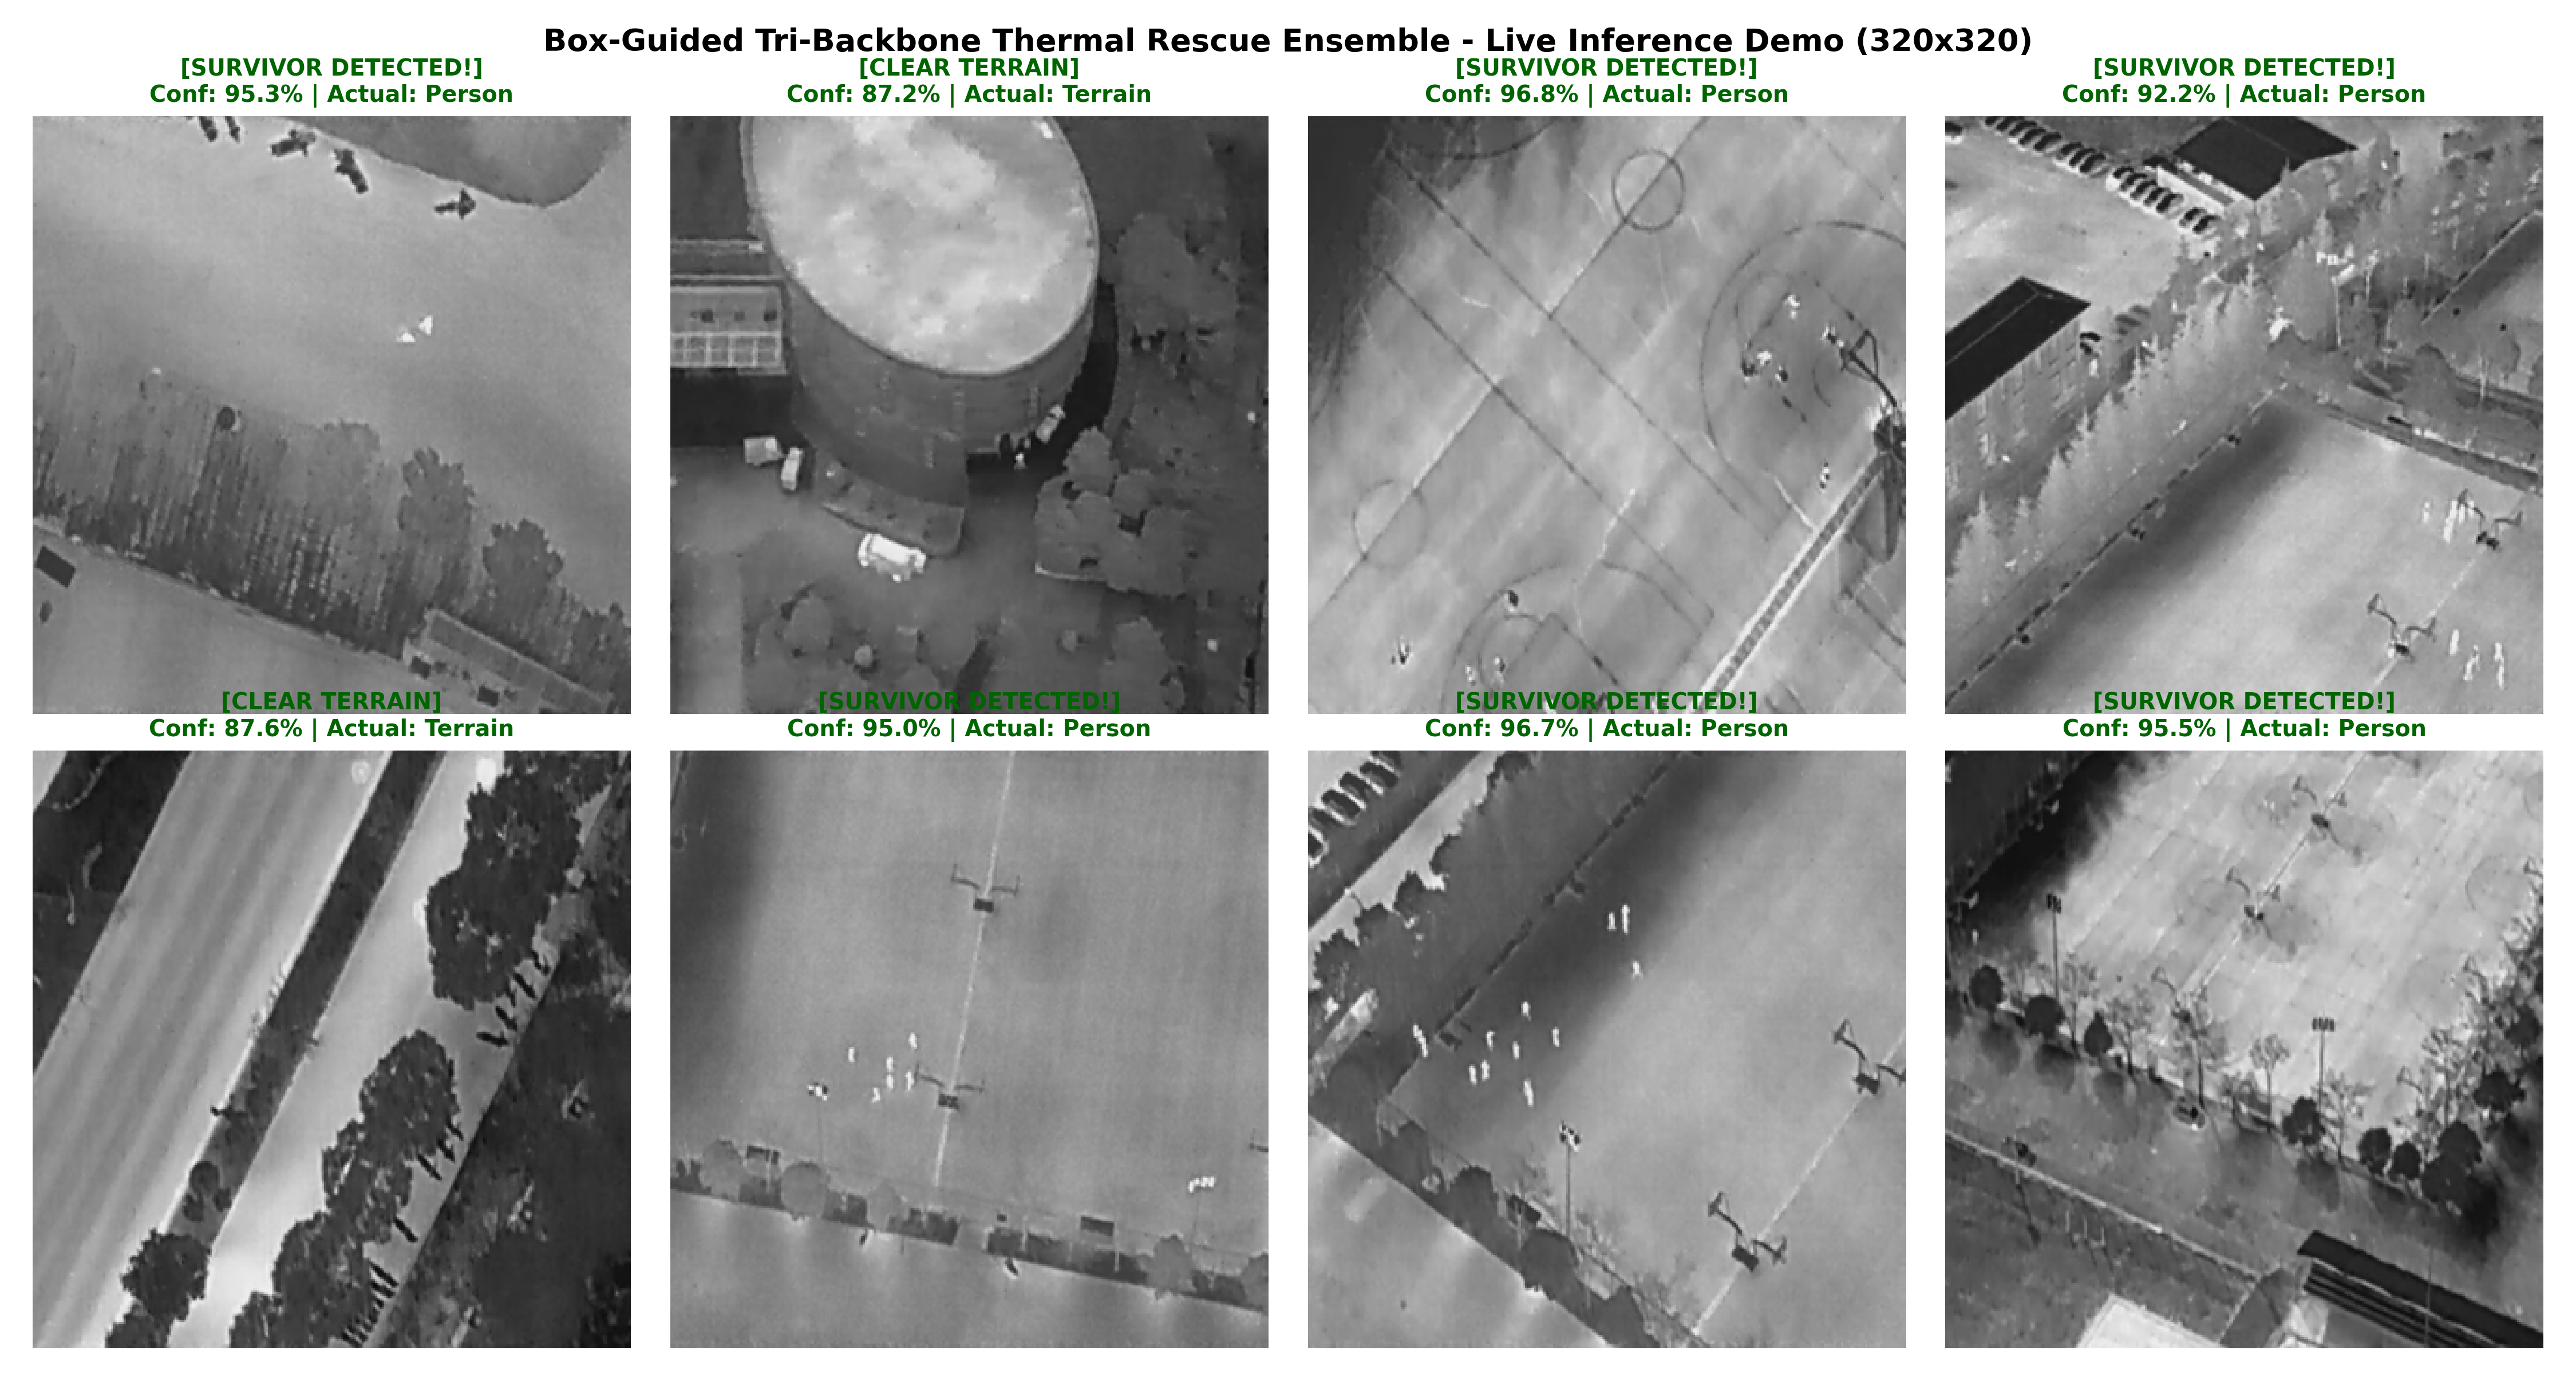 Box-Guided Tri-Backbone Thermal Rescue Ensemble - Live Inference Demo (320x320)
[SURVIVOR DETECTED!]
Conf: 95.3% | Actual: Person
[CLEAR TERRAIN]
Conf: 87.2% | Actual: Terrain
[SURVIVOR DETECTED!]
Conf: 96.8% | Actual: Person
[SURVIVOR DETECTED!]
Conf: 92.2% | Actual: Person
[CLEAR TERRAIN]
Conf: 87.6% | Actual: Terrain
[SURVIVOR DETECTED!]
Conf: 95.0% | Actual: Person
[SURVIVOR DETECTED!]
Conf: 96.7% | Actual: Person
[SURVIVOR DETECTED!]
Conf: 95.5% | Actual: Person